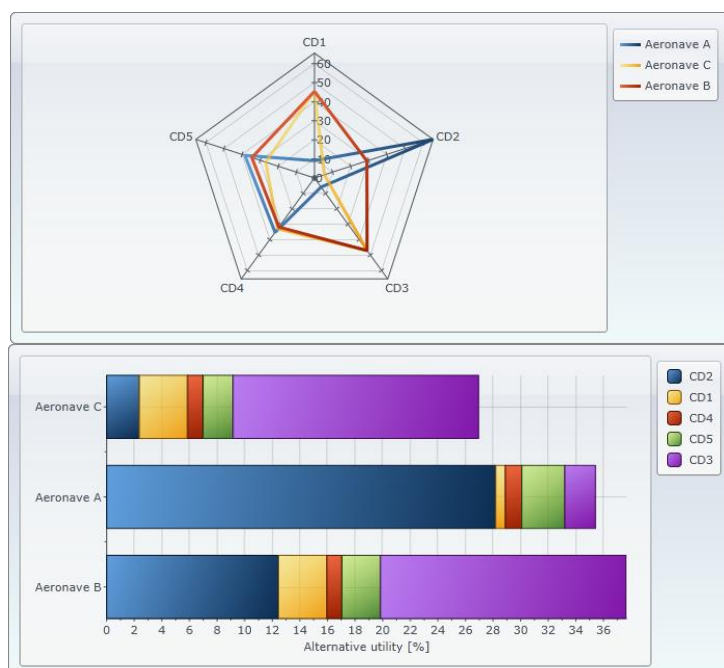 CD1
60
50
40
30
20
10
0
CD2
CD5
CD4
CD3
Aeronave A
Aeronave C
Aeronave B
Aeronave C
Aeronave A
Aeronave B
0 2 4 6 8 10 12 14 16 18 20 22 24 26 28 30 32 34 36
Alternative utility [%]
CD2
CD1
CD4
CD5
CD3